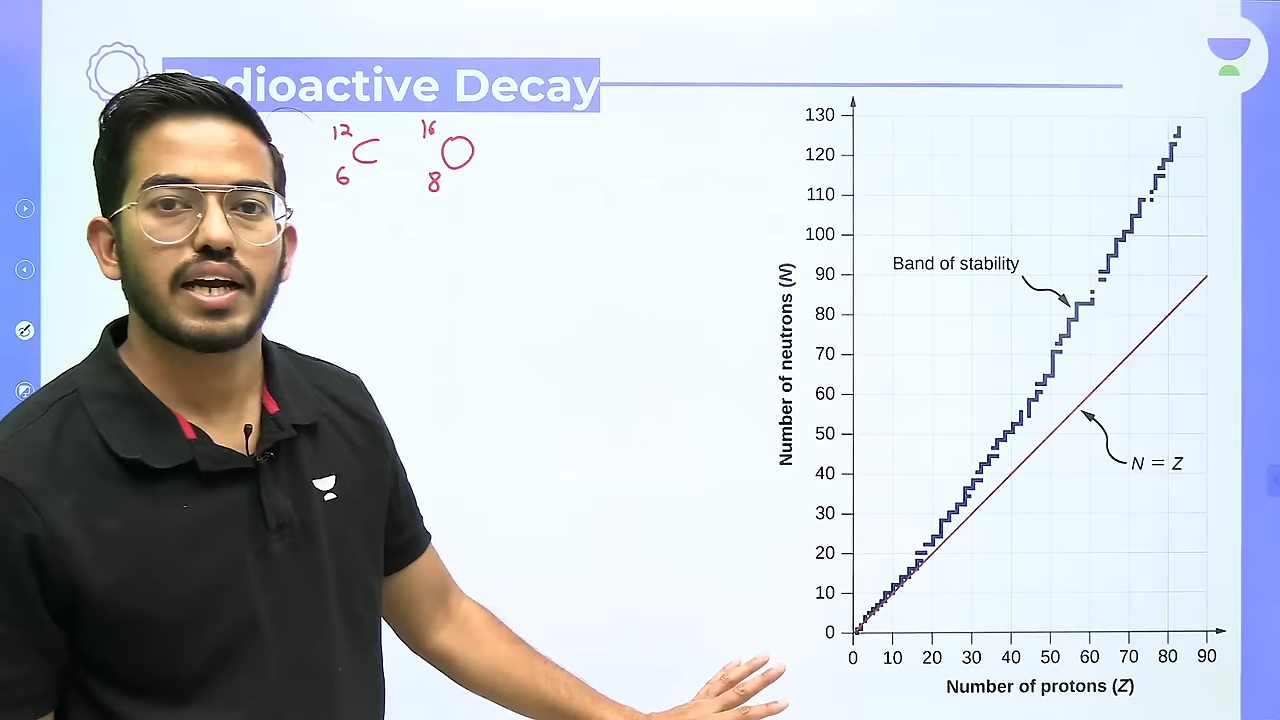 Radioactive Decay
12 C 6
16 O 8
130
120
110
100
90
80
70
60
50
40
30
20
10
0
Number of neutrons (N)
Band of stability
N = Z
0 10 20 30 40 50 60 70 80 90
Number of protons (Z)